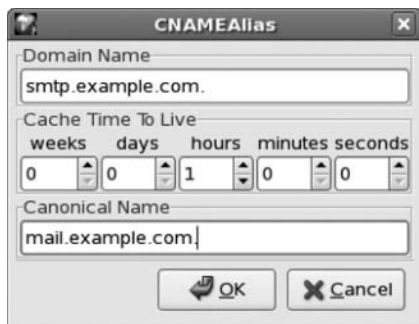 CNAMEAlias
Domain Name
smtp.example.com.
Cache Time To Live
weeks days hours minutes seconds
0 0 1 0 0
Canonical Name
mail.example.com.
OK Cancel